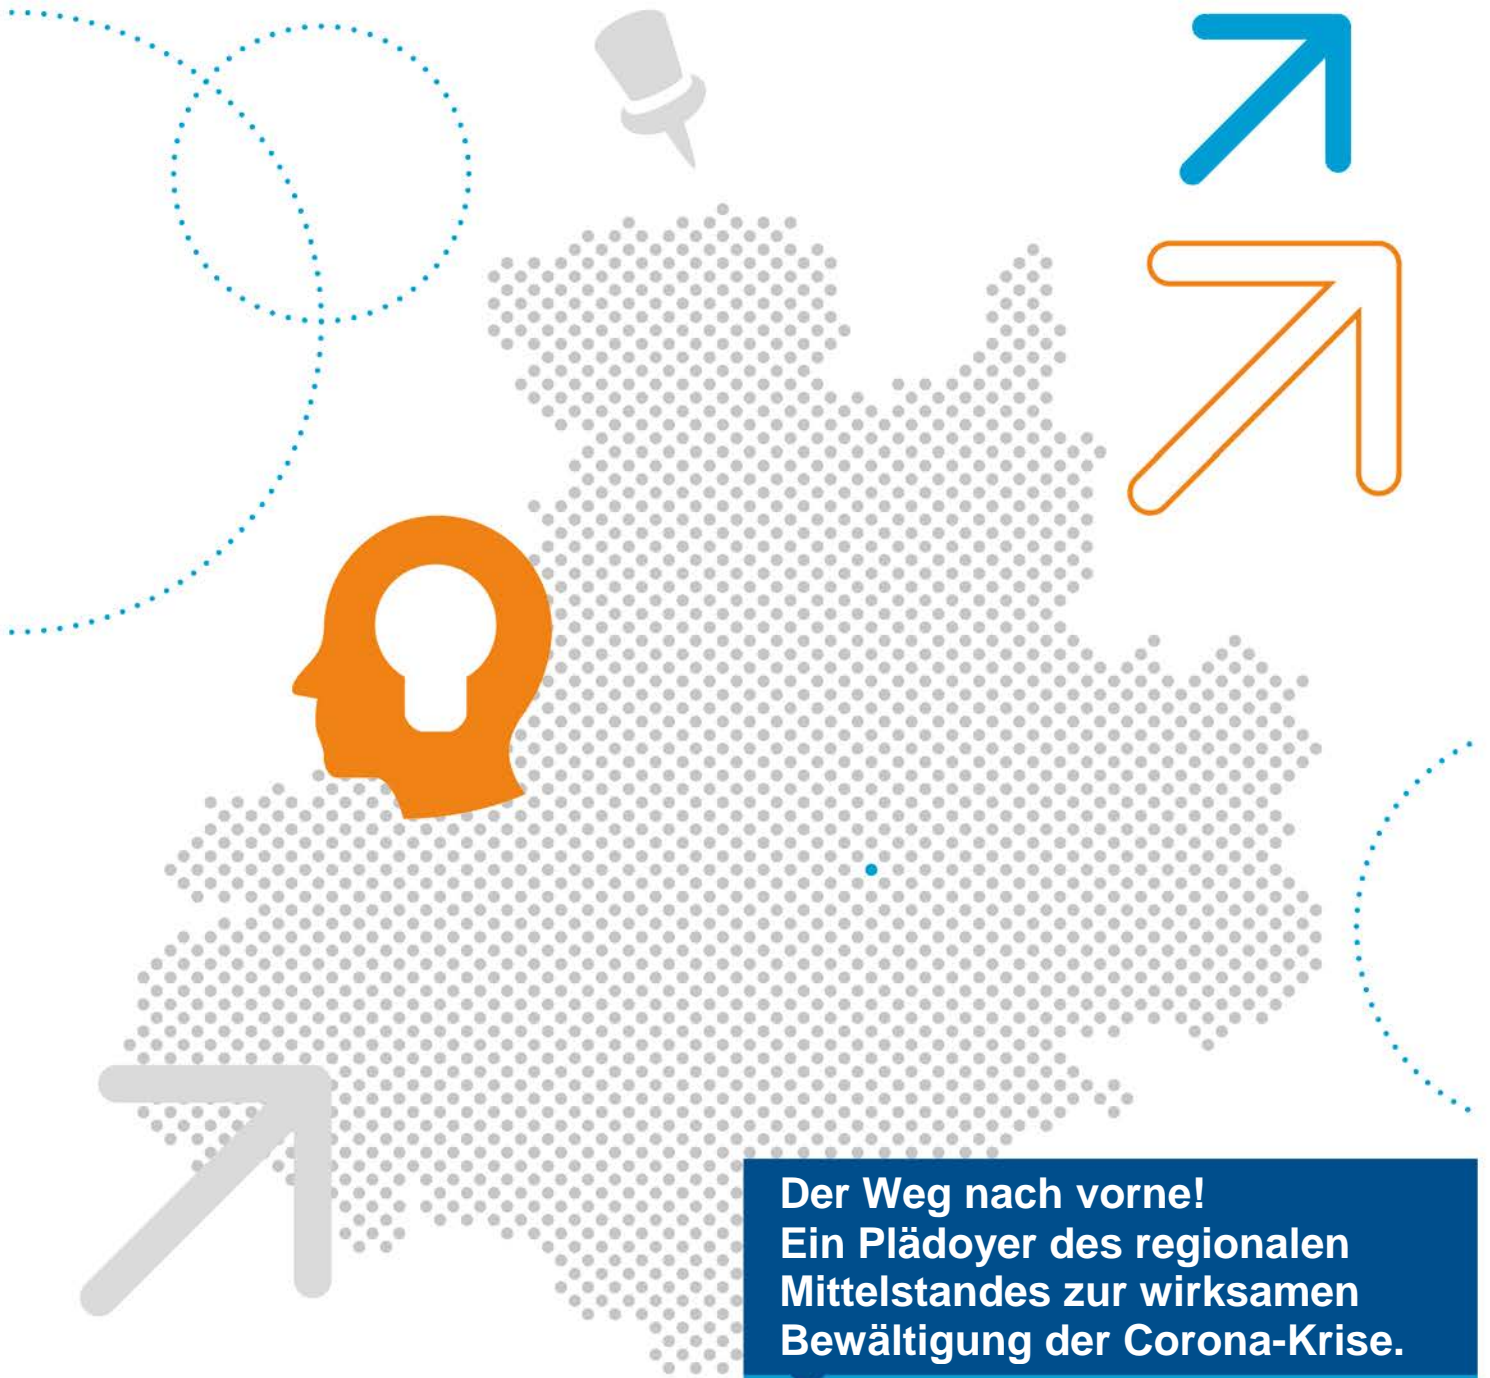 Der Weg nach vorne!
Ein Plädoyer des regionalen
Mittelstandes zur wirksamen
Bewältigung der Corona-Krise.